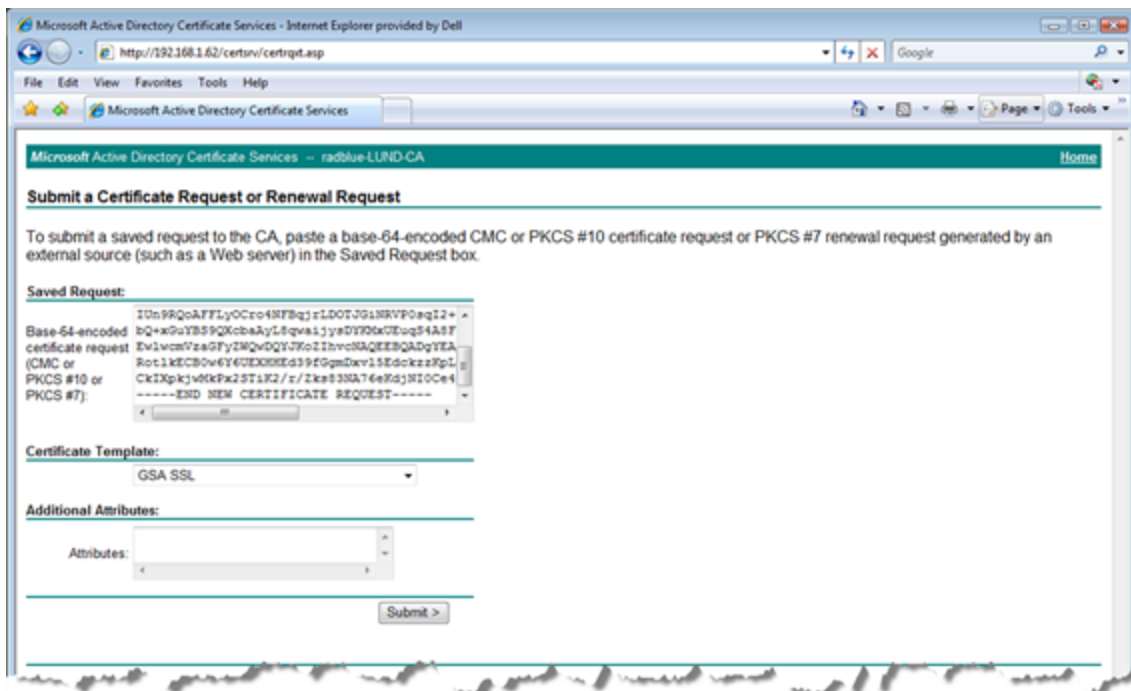 Microsoft Active Directory Certificate Services - Internet Explorer provided by Dell
http://192.168.1.62/certsrv/certrqxt.asp
Google
File Edit View Favorites Tools Help
Microsoft Active Directory Certificate Services
Page Tools
Microsoft Active Directory Certificate Services -- radblue-LUND-CA
Home
Submit a Certificate Request or Renewal Request
To submit a saved request to the CA, paste a base-64-encoded CMC or PKCS #10 certificate request or PKCS #7 renewal request generated by an
external source (such as a Web server) in the Saved Request box.
Saved Request:
Base-64-encoded
certificate request
(CMC or
PKCS #10 or
PKCS #7):
-----END NEW CERTIFICATE REQUEST-----
Certificate Template:
GSA SSL
Additional Attributes:
Attributes:
Submit >